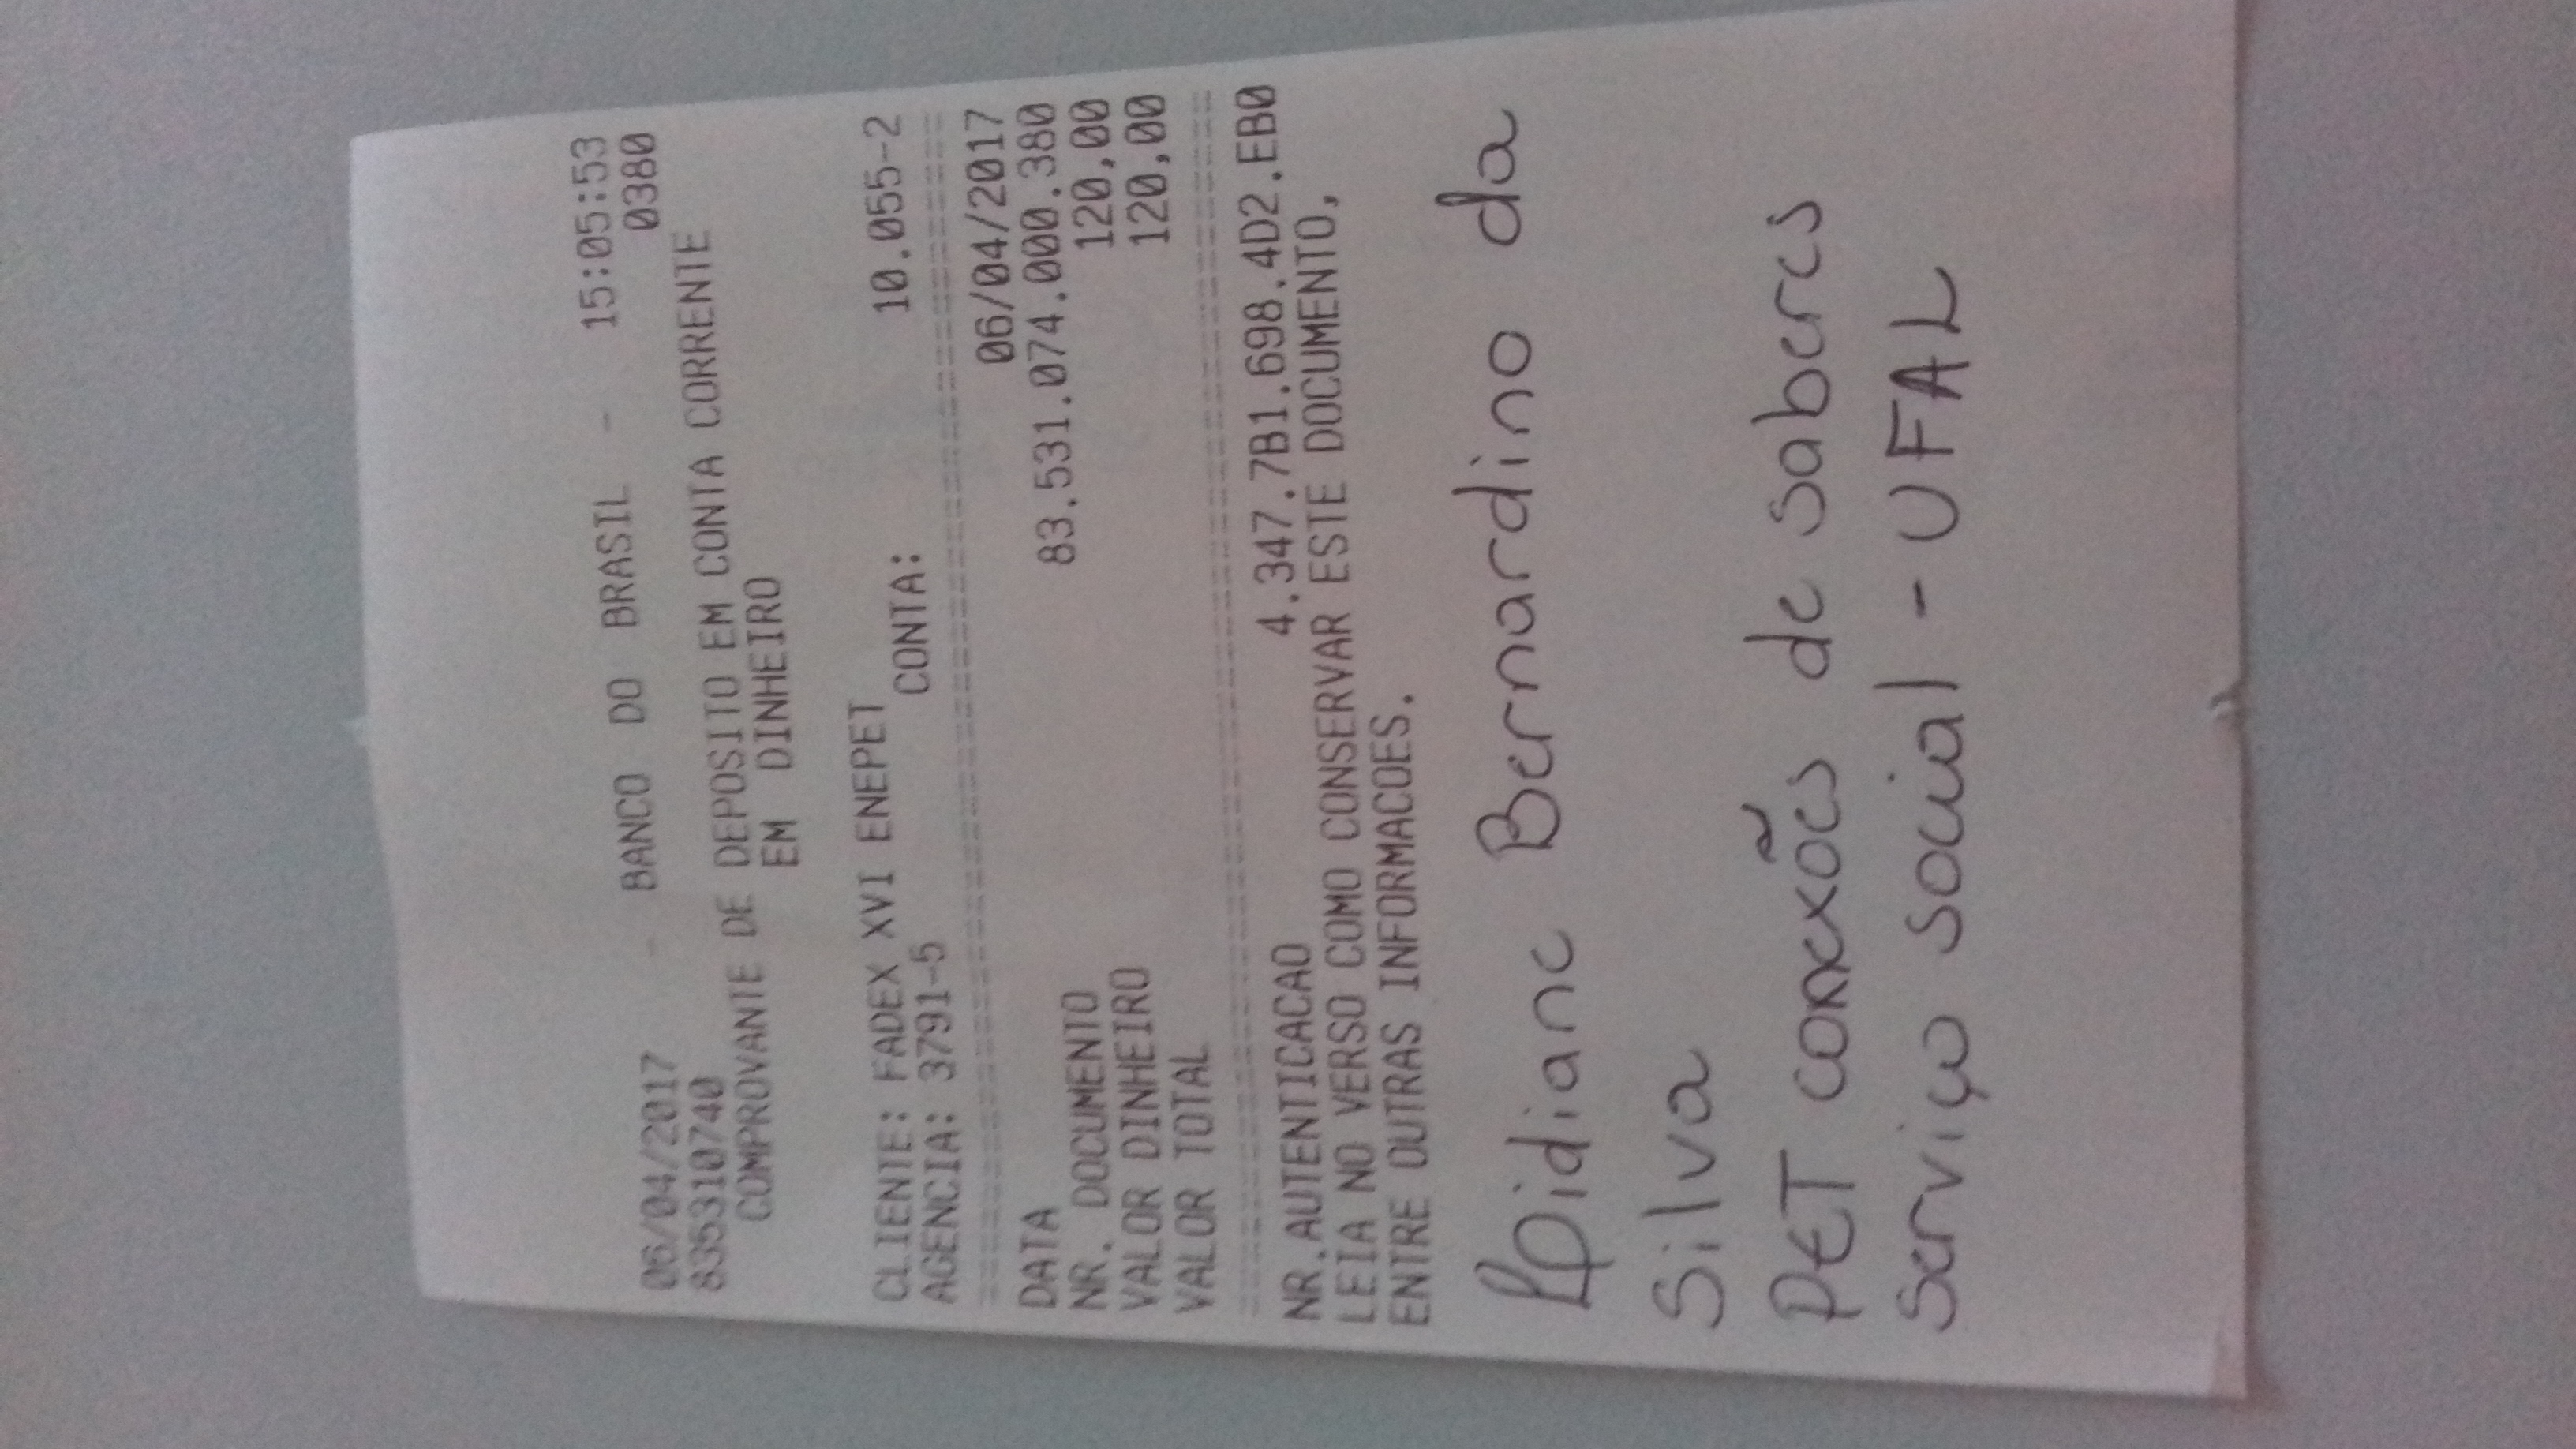 06/04/2017 - BANCO DO BRASIL - 15:05:53
835310740 0380
COMPROVANTE DE DEPOSITO EM CONTA CORRENTE
EM DINHEIRO
CLIENTE: FADEX XVI ENEPET
AGENCIA: 3791-5 CONTA: 10.055-2
DATA 06/04/2017
NR. DOCUMENTO 83.531.074.000.380
VALOR DINHEIRO 120,00
VALOR TOTAL 120,00
NR.AUTENTICACAO 4.347.7B1.698.4D2.EB0
LEIA NO VERSO COMO CONSERVAR ESTE DOCUMENTO,
ENTRE OUTRAS INFORMACOES.
Bernardino da
Silva
PET conexões de saberes
serviço social - UFAL